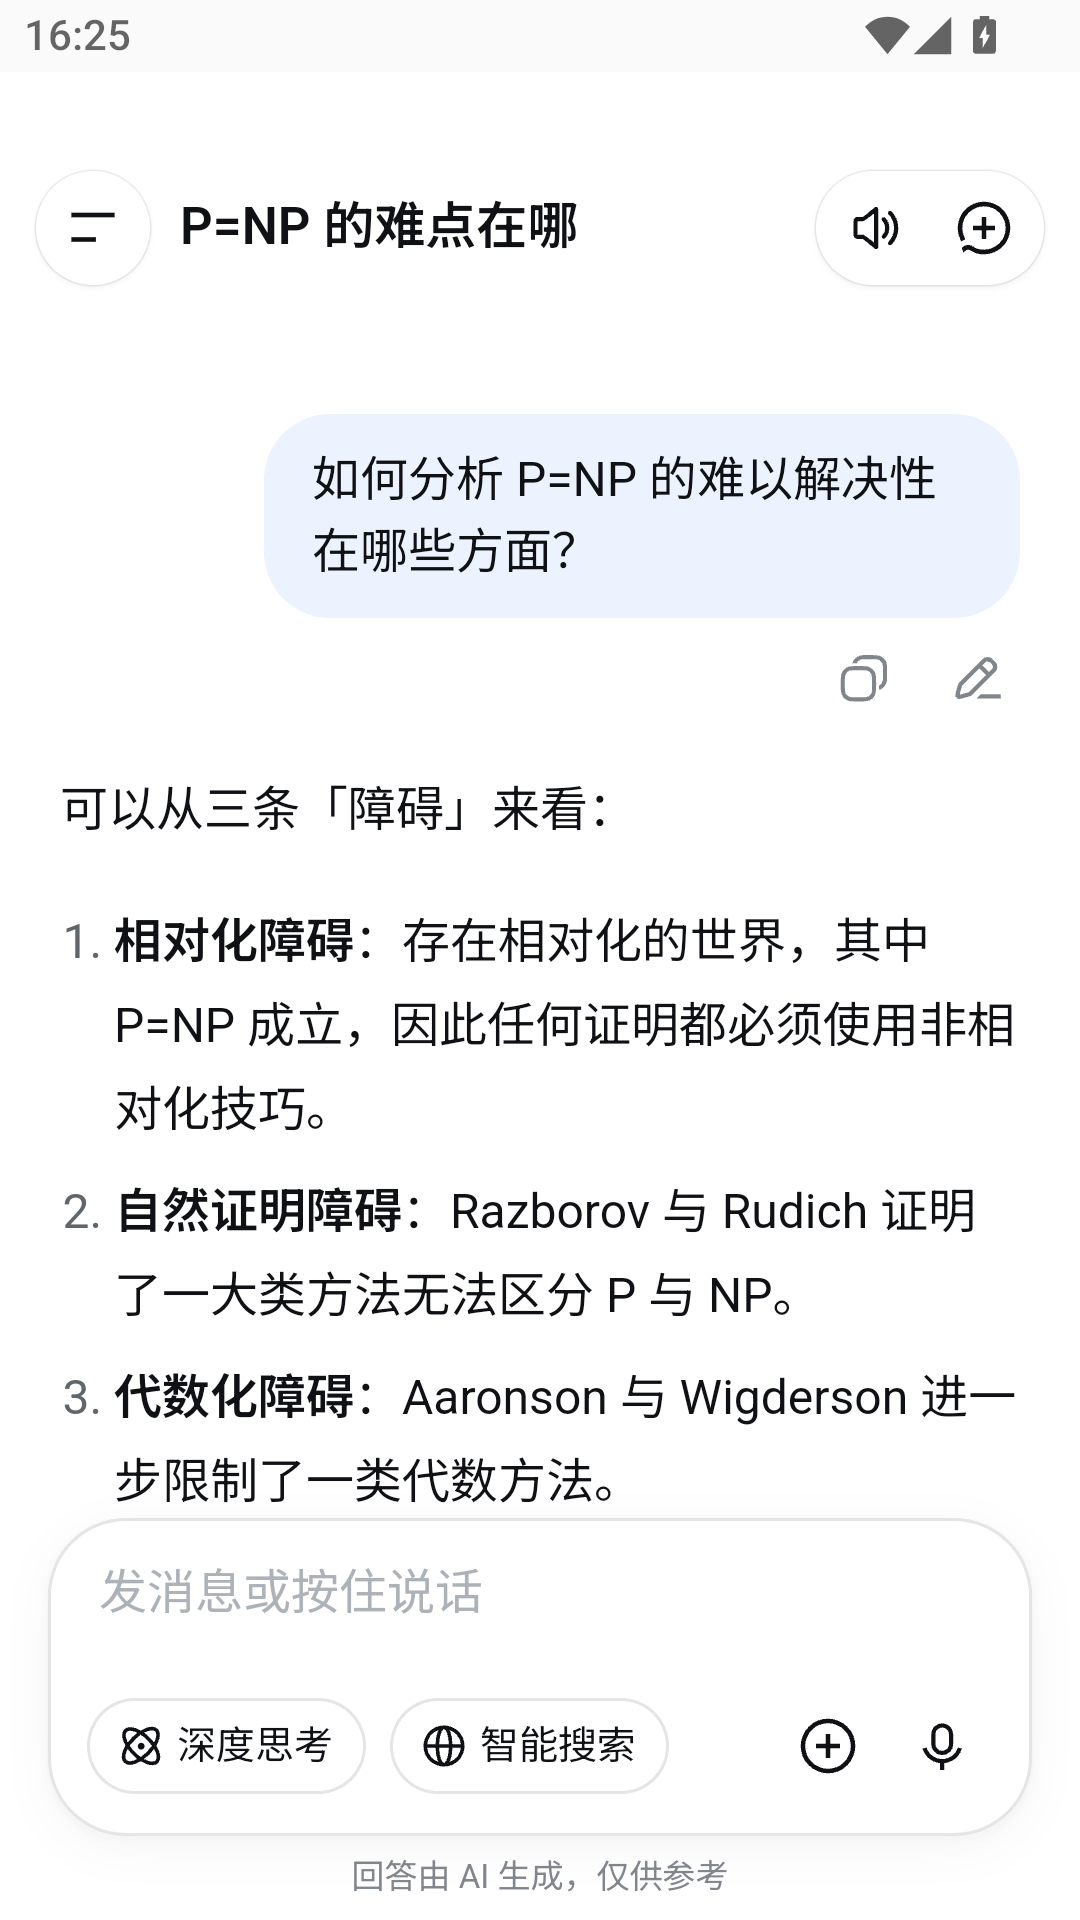 16:25
P=NP 的难点在哪
如何分析 P=NP 的难以解决性
在哪些方面？
可以从三条「障碍」来看：
1. 相对化障碍：存在相对化的世界，其中
P=NP 成立，因此任何证明都必须使用非相
对化技巧。
2. 自然证明障碍：Razborov 与 Rudich 证明
了一大类方法无法区分 P 与 NP。
3. 代数化障碍：Aaronson 与 Wigderson 进一
步限制了一类代数方法。
发消息或按住说话
深度思考
智能搜索
回答由 AI 生成，仅供参考